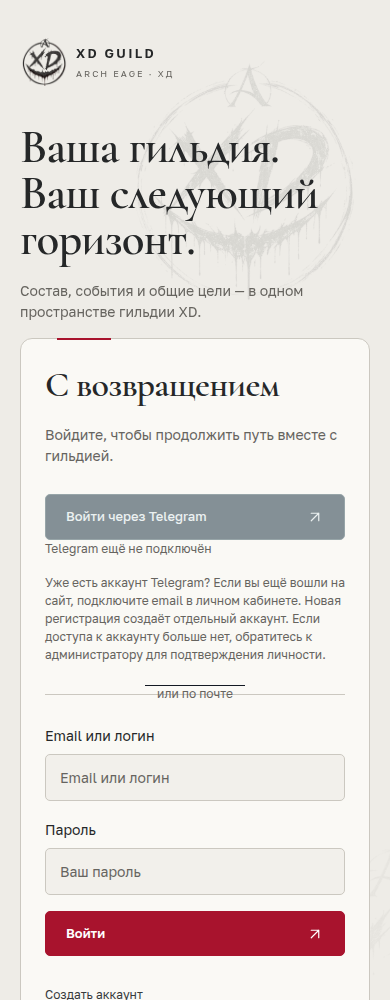 XD
XD GUILD
ARCH EAGE · ХД
Ваша гильдия.
Ваш следующий
горизонт.
Состав, события и общие цели — в одном
пространстве гильдии XD.
С возвращением
Войдите, чтобы продолжить путь вместе с
гильдией.
Войти через Telegram
Telegram ещё не подключён
Уже есть аккаунт Telegram? Если вы ещё вошли на
сайт, подключите email в личном кабинете. Новая
регистрация создаёт отдельный аккаунт. Если
доступа к аккаунту больше нет, обратитесь к
администратору для подтверждения личности.
или по почте
Email или логин
Email или логин
Пароль
Ваш пароль
Войти
Создать аккаунт